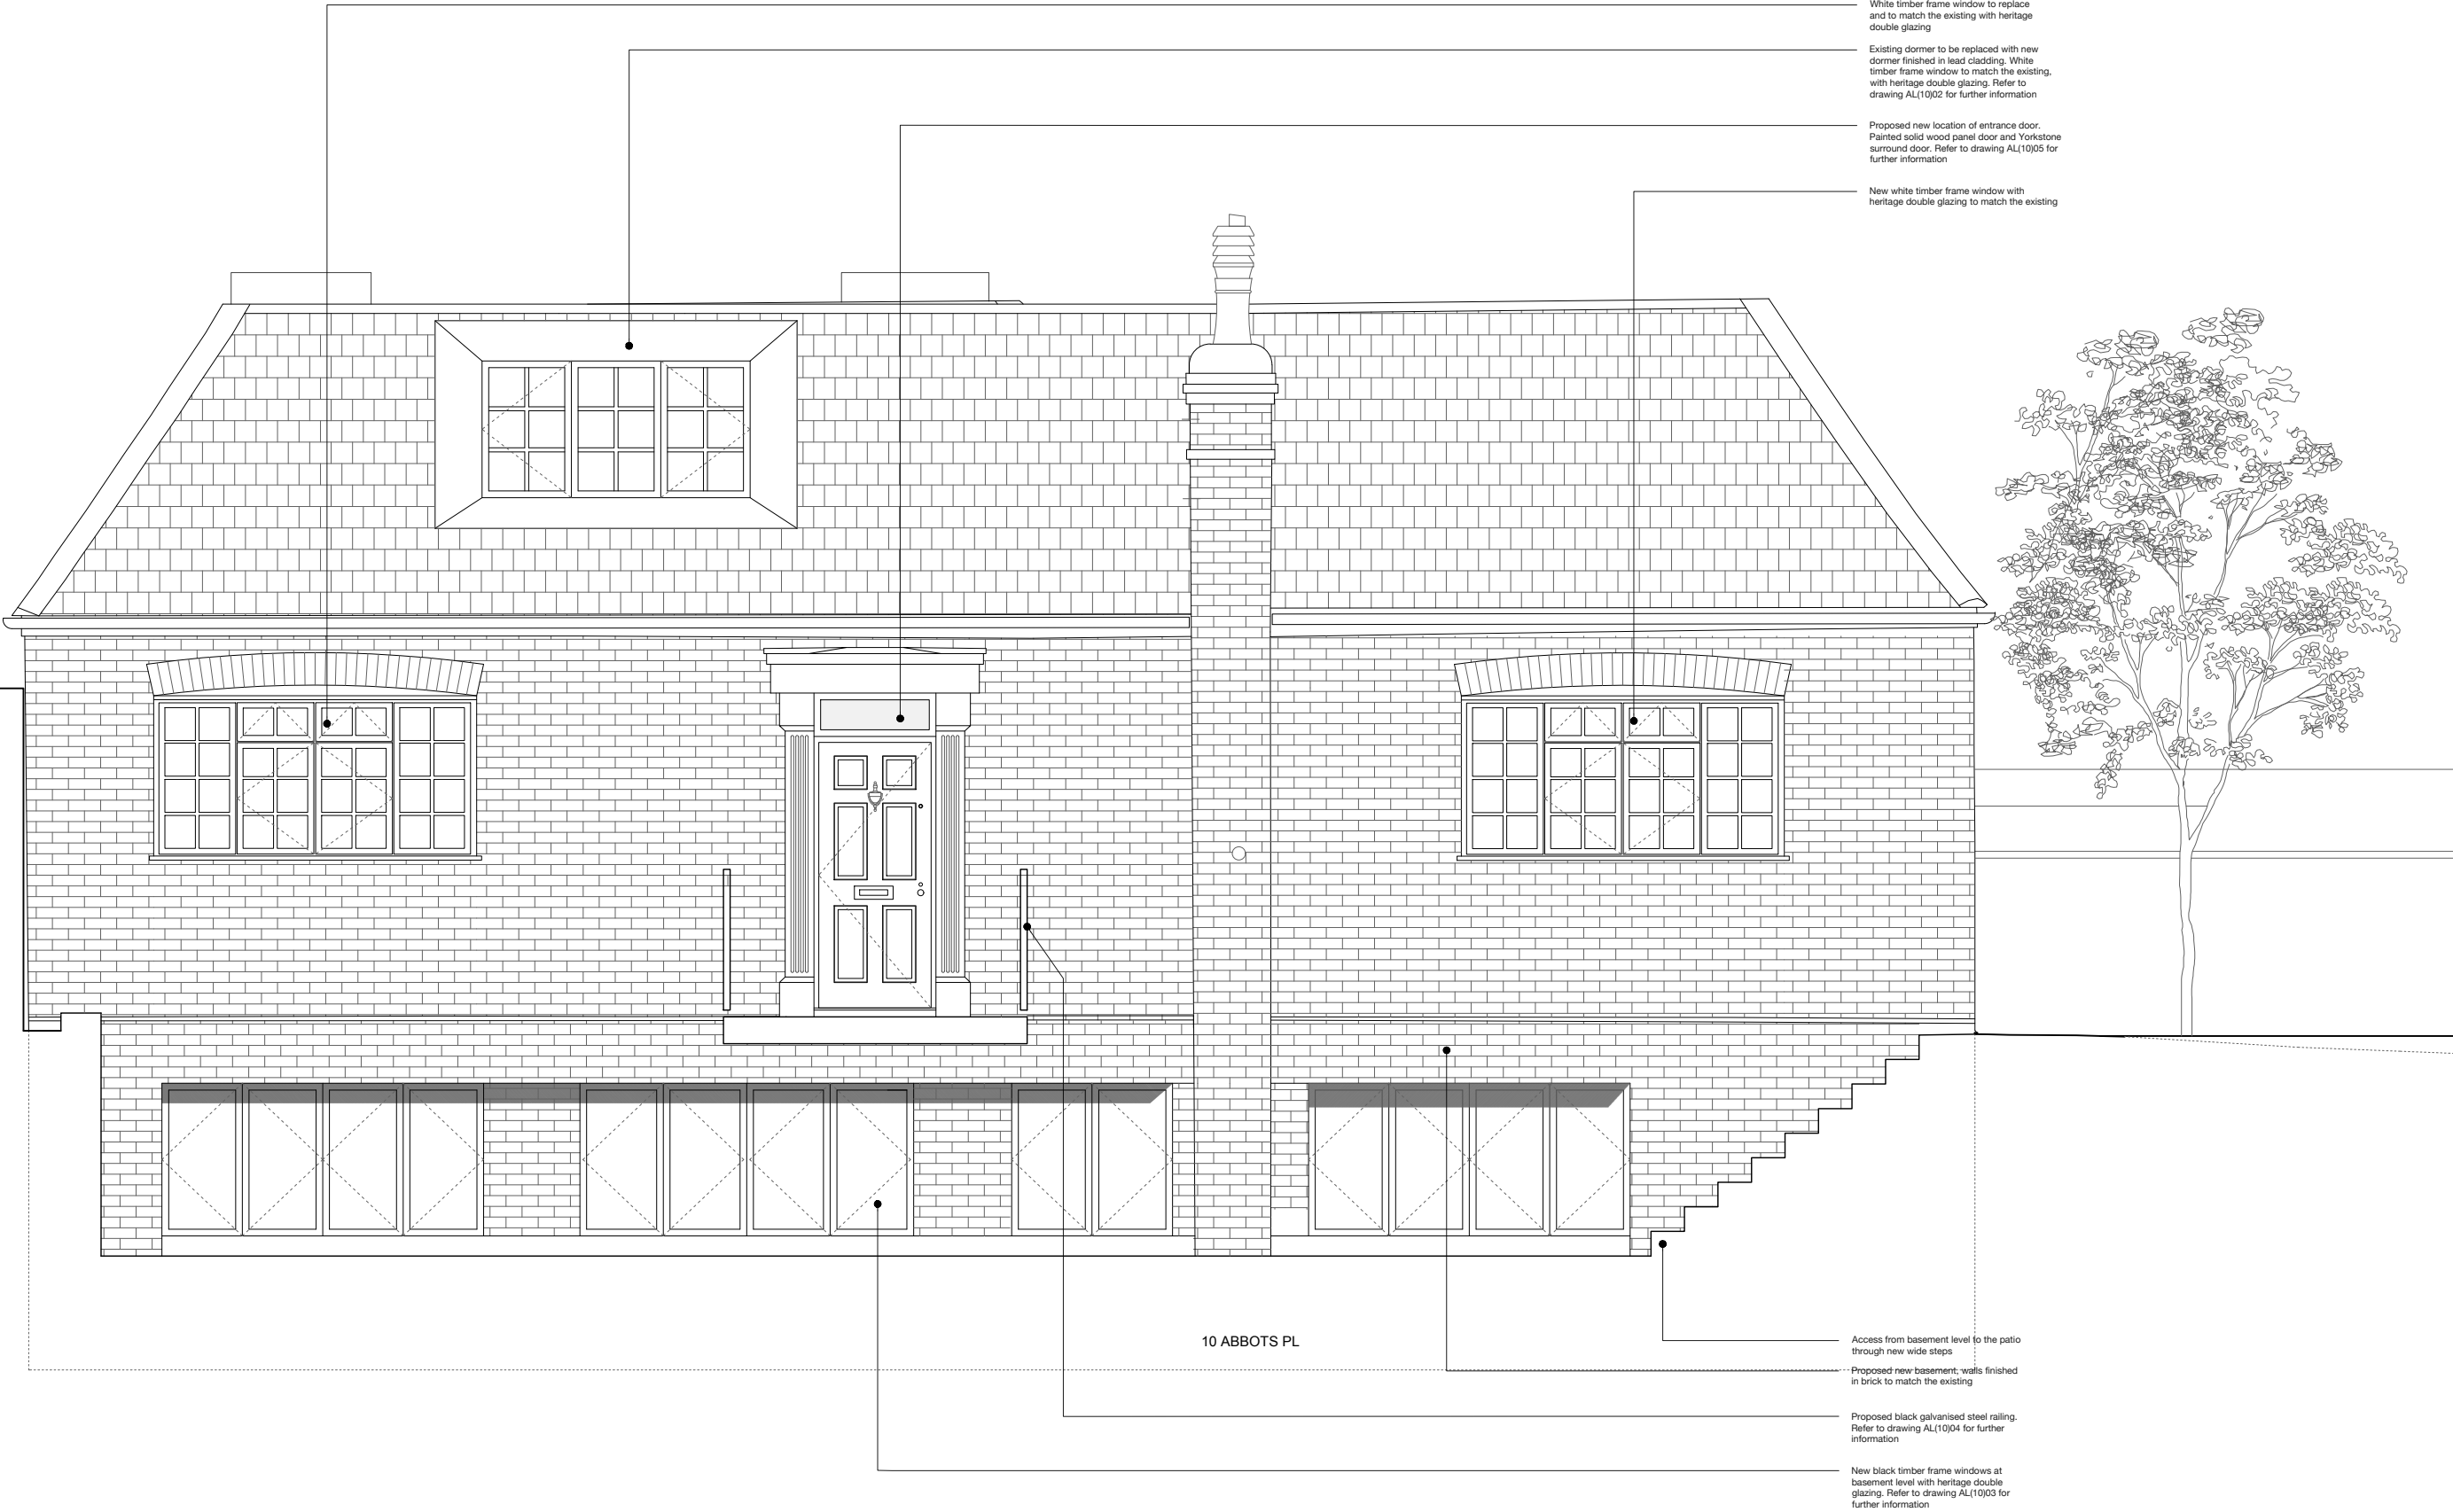 White timber frame window to replace
and to match the existing with heritage
double glazing
Existing dormer to be replaced with new
dormer finished in lead cladding. White
timber frame window to match the existing,
with heritage double glazing. Refer to
drawing AL(10)02 for further information
Proposed new location of entrance door.
Painted solid wood panel door and Yorkstone
surround door. Refer to drawing AL(10)05 for
further information
New white timber frame window with
heritage double glazing to match the existing
10 ABBOTS PL
Access from basement level to the patio
through new wide steps
Proposed new basement, walls finished
in brick to match the existing
Proposed black galvanised steel railing.
Refer to drawing AL(10)04 for further
information
New black timber frame windows at
basement level with heritage double
glazing. Refer to drawing AL(10)03 for
further information